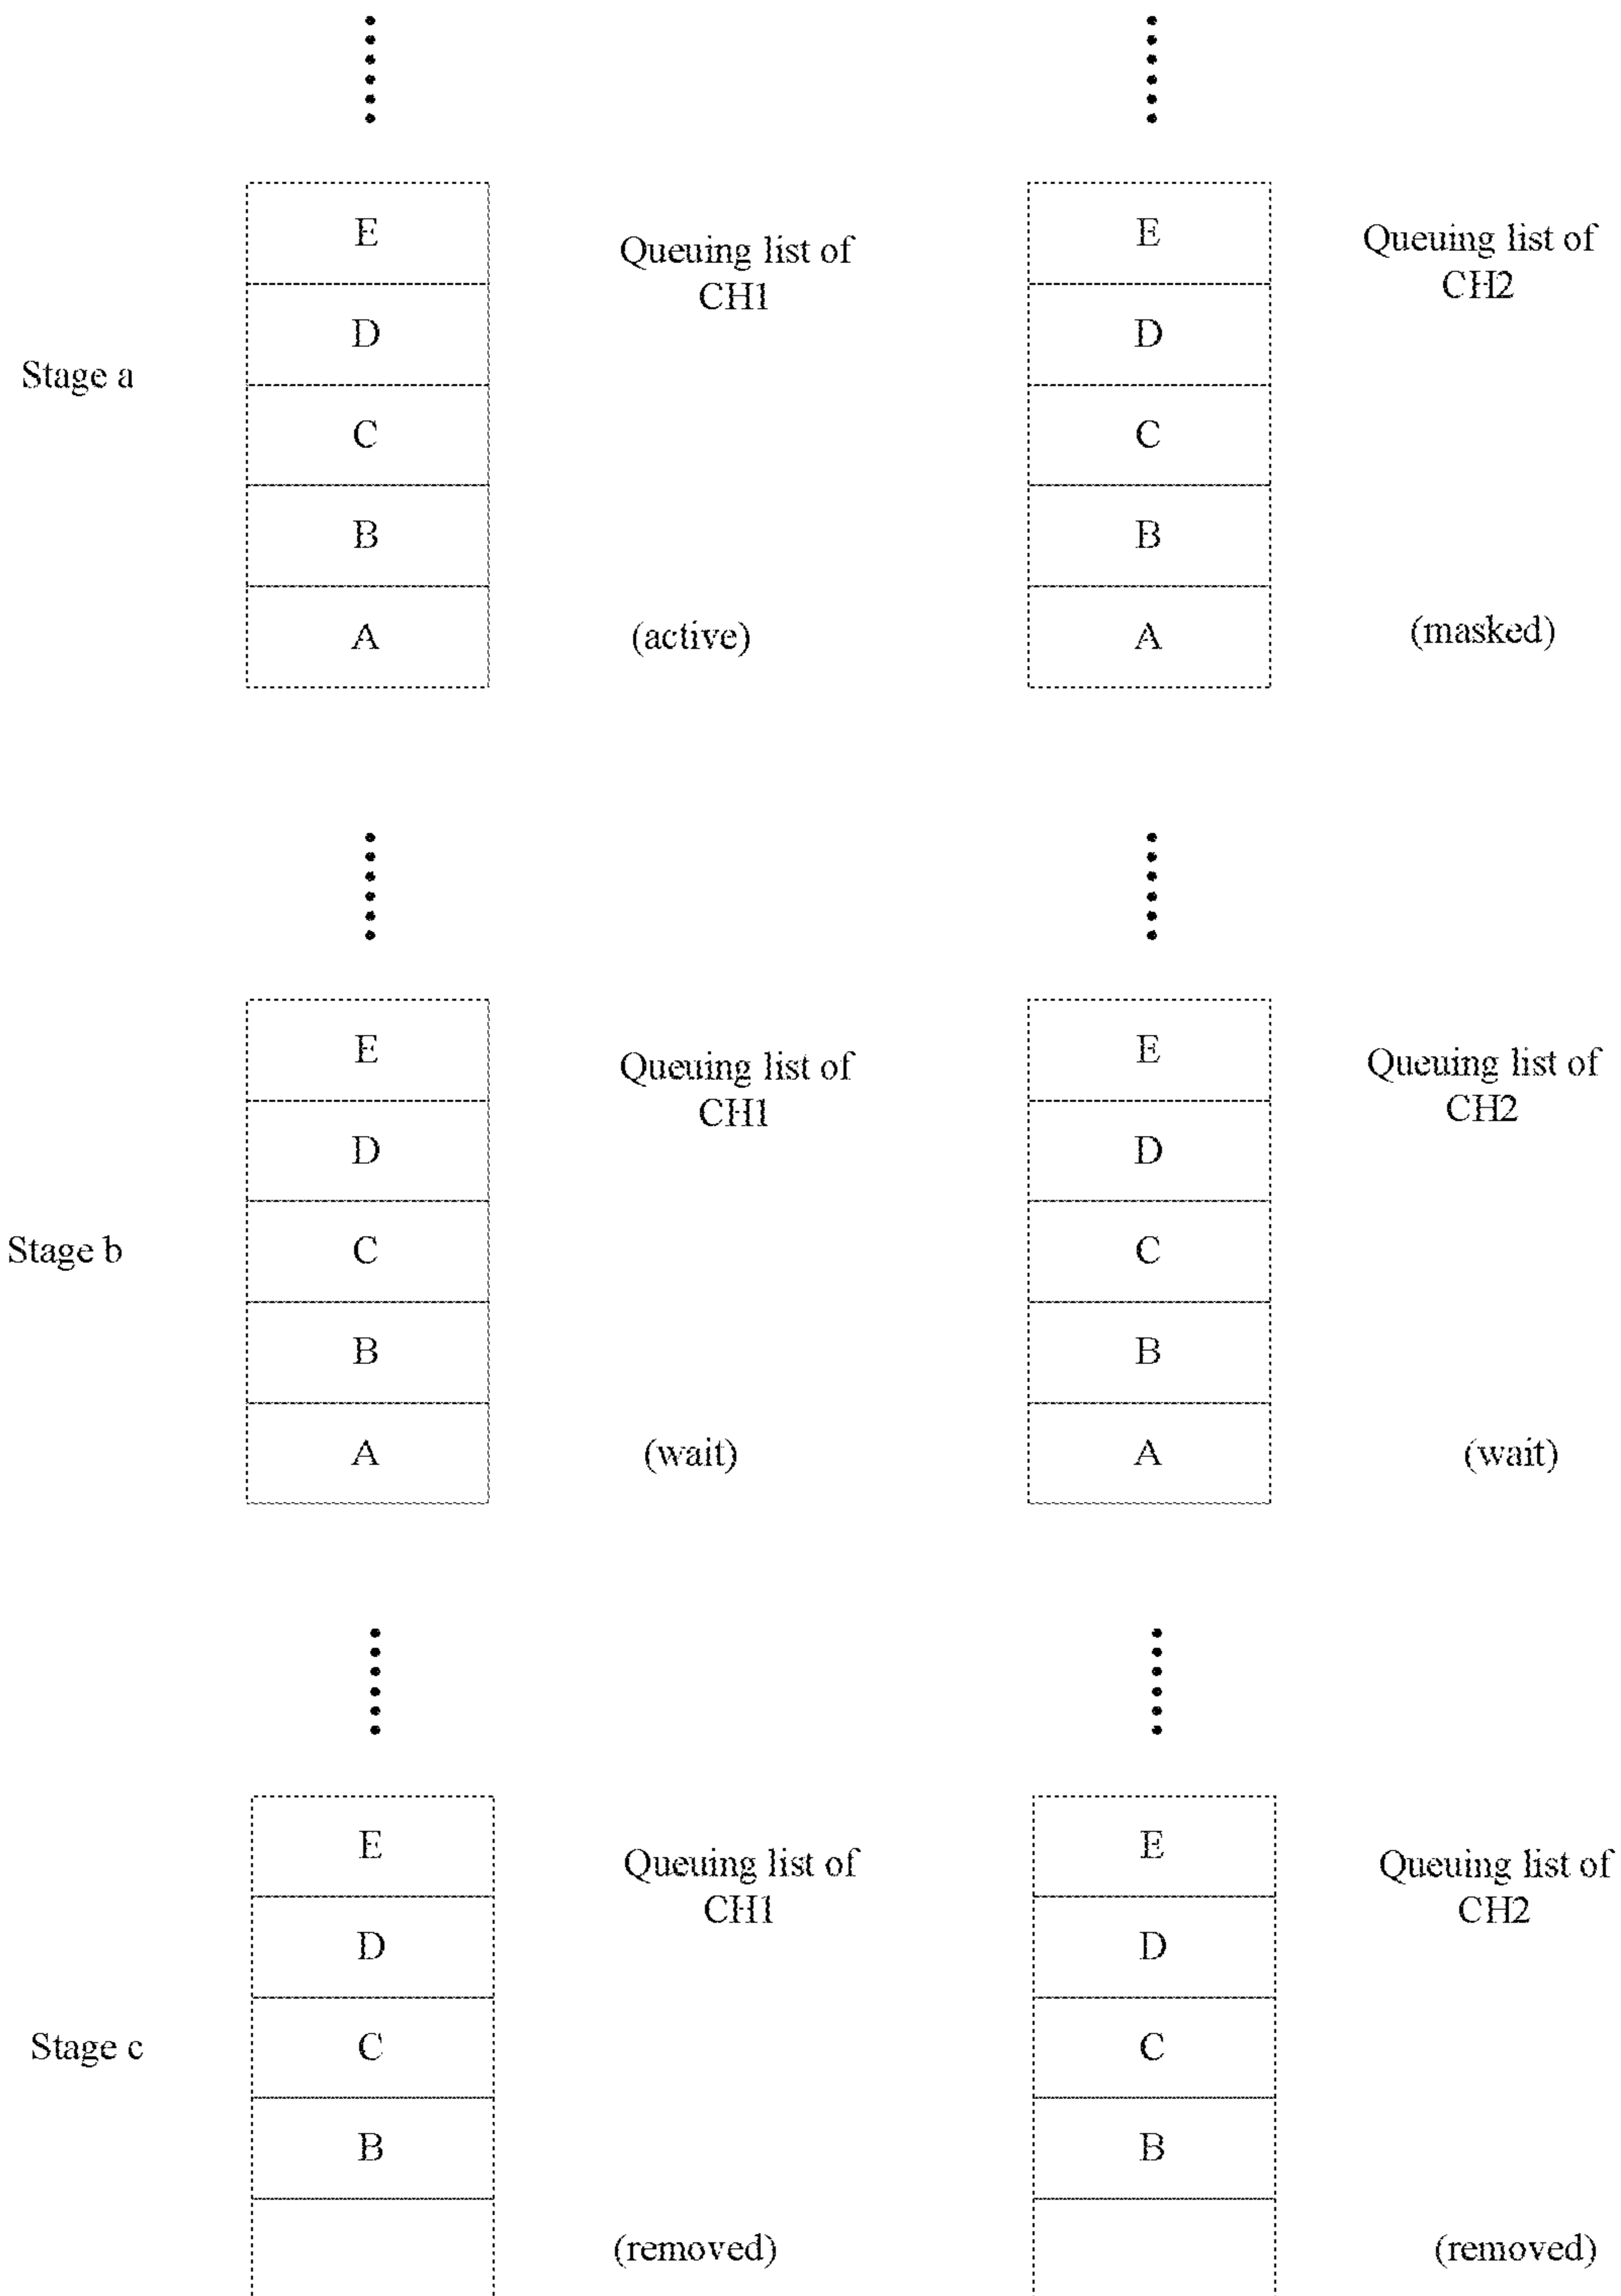 E
Queuing list of
CH1
D
C
B
A
(active)
E
Queuing list of
CH2
D
C
B
A
(masked)
Stage a
E
Queuing list of
CH1
D
C
B
A
(wait)
E
Queuing list of
CH2
D
C
B
A
(wait)
Stage b
E
Queuing list of
CH1
D
C
B
(removed)
E
Queuing list of
CH2
D
C
B
(removed)
Stage c